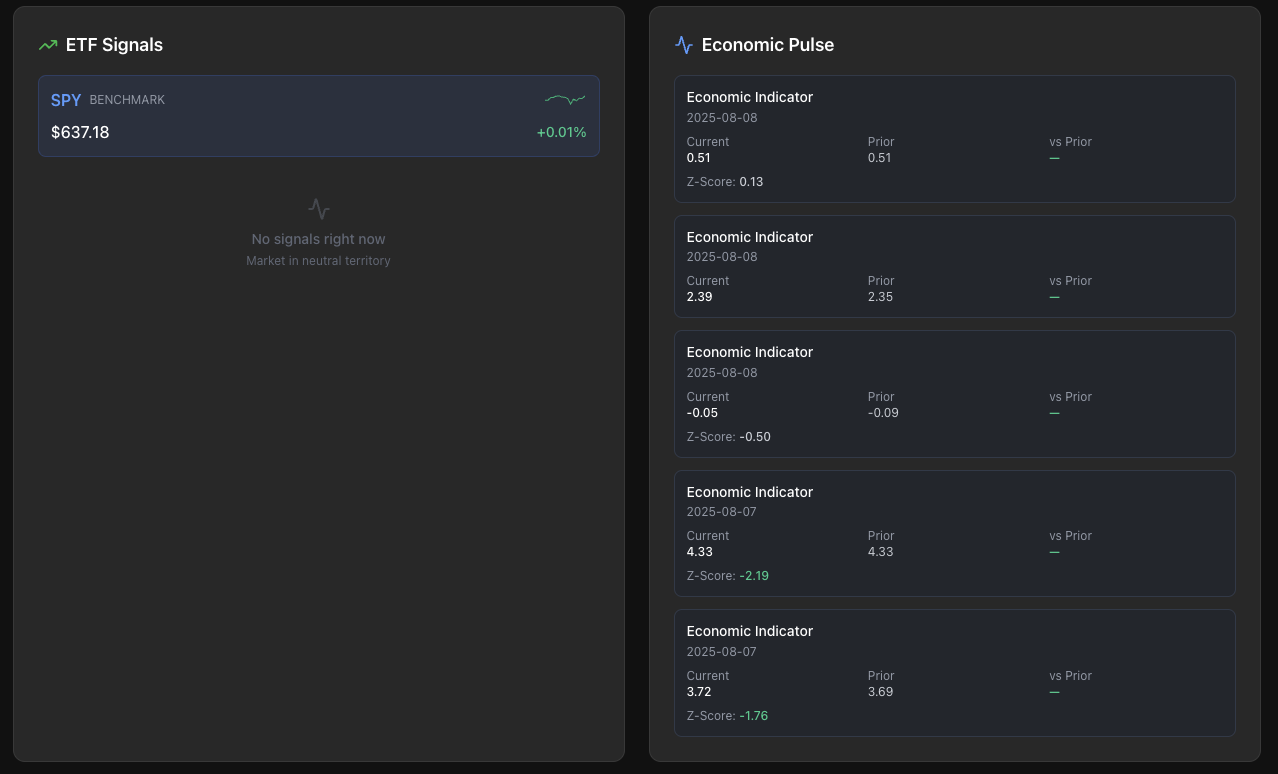 ETF Signals
SPY BENCHMARK
$637.18 +0.01%
No signals right now
Market in neutral territory
Economic Pulse
Economic Indicator
2025-08-08
Current Prior vs Prior
0.51 0.51 —
Z-Score: 0.13
Economic Indicator
2025-08-08
Current Prior vs Prior
2.39 2.35 —
Economic Indicator
2025-08-08
Current Prior vs Prior
-0.05 -0.09 —
Z-Score: -0.50
Economic Indicator
2025-08-07
Current Prior vs Prior
4.33 4.33 —
Z-Score: -2.19
Economic Indicator
2025-08-07
Current Prior vs Prior
3.72 3.69 —
Z-Score: -1.76